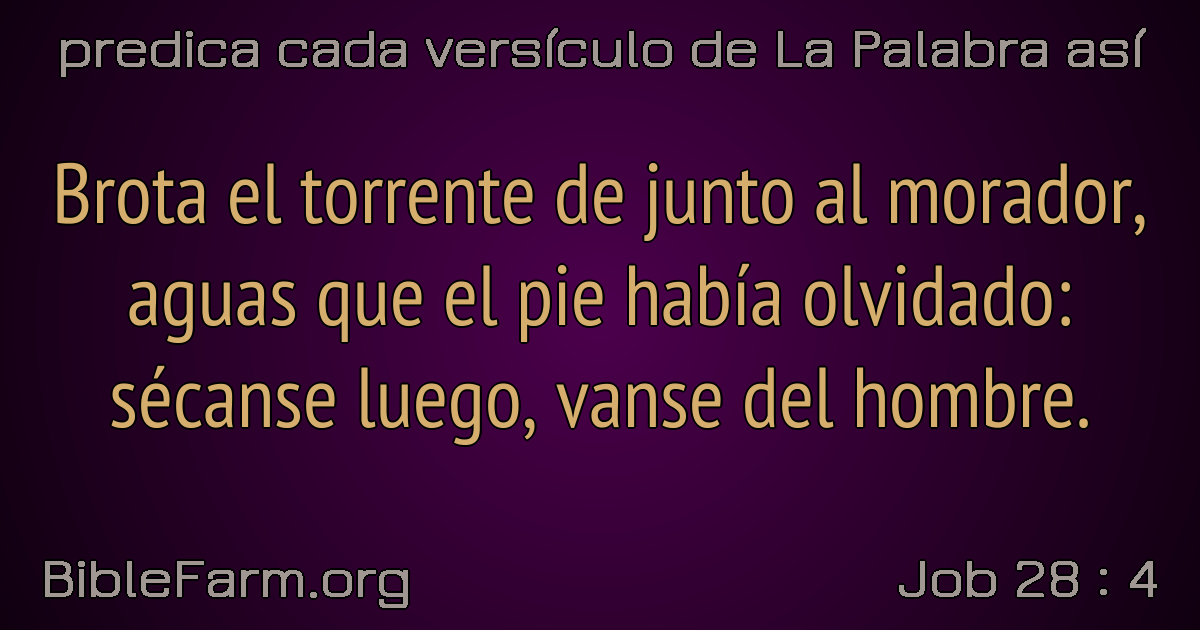 predica cada versículo de La Palabra así
Brota el torrente de junto al morador,
aguas que el pie había olvidado:
sécanse luego, vanse del hombre.
BibleFarm.org
Job 28 : 4